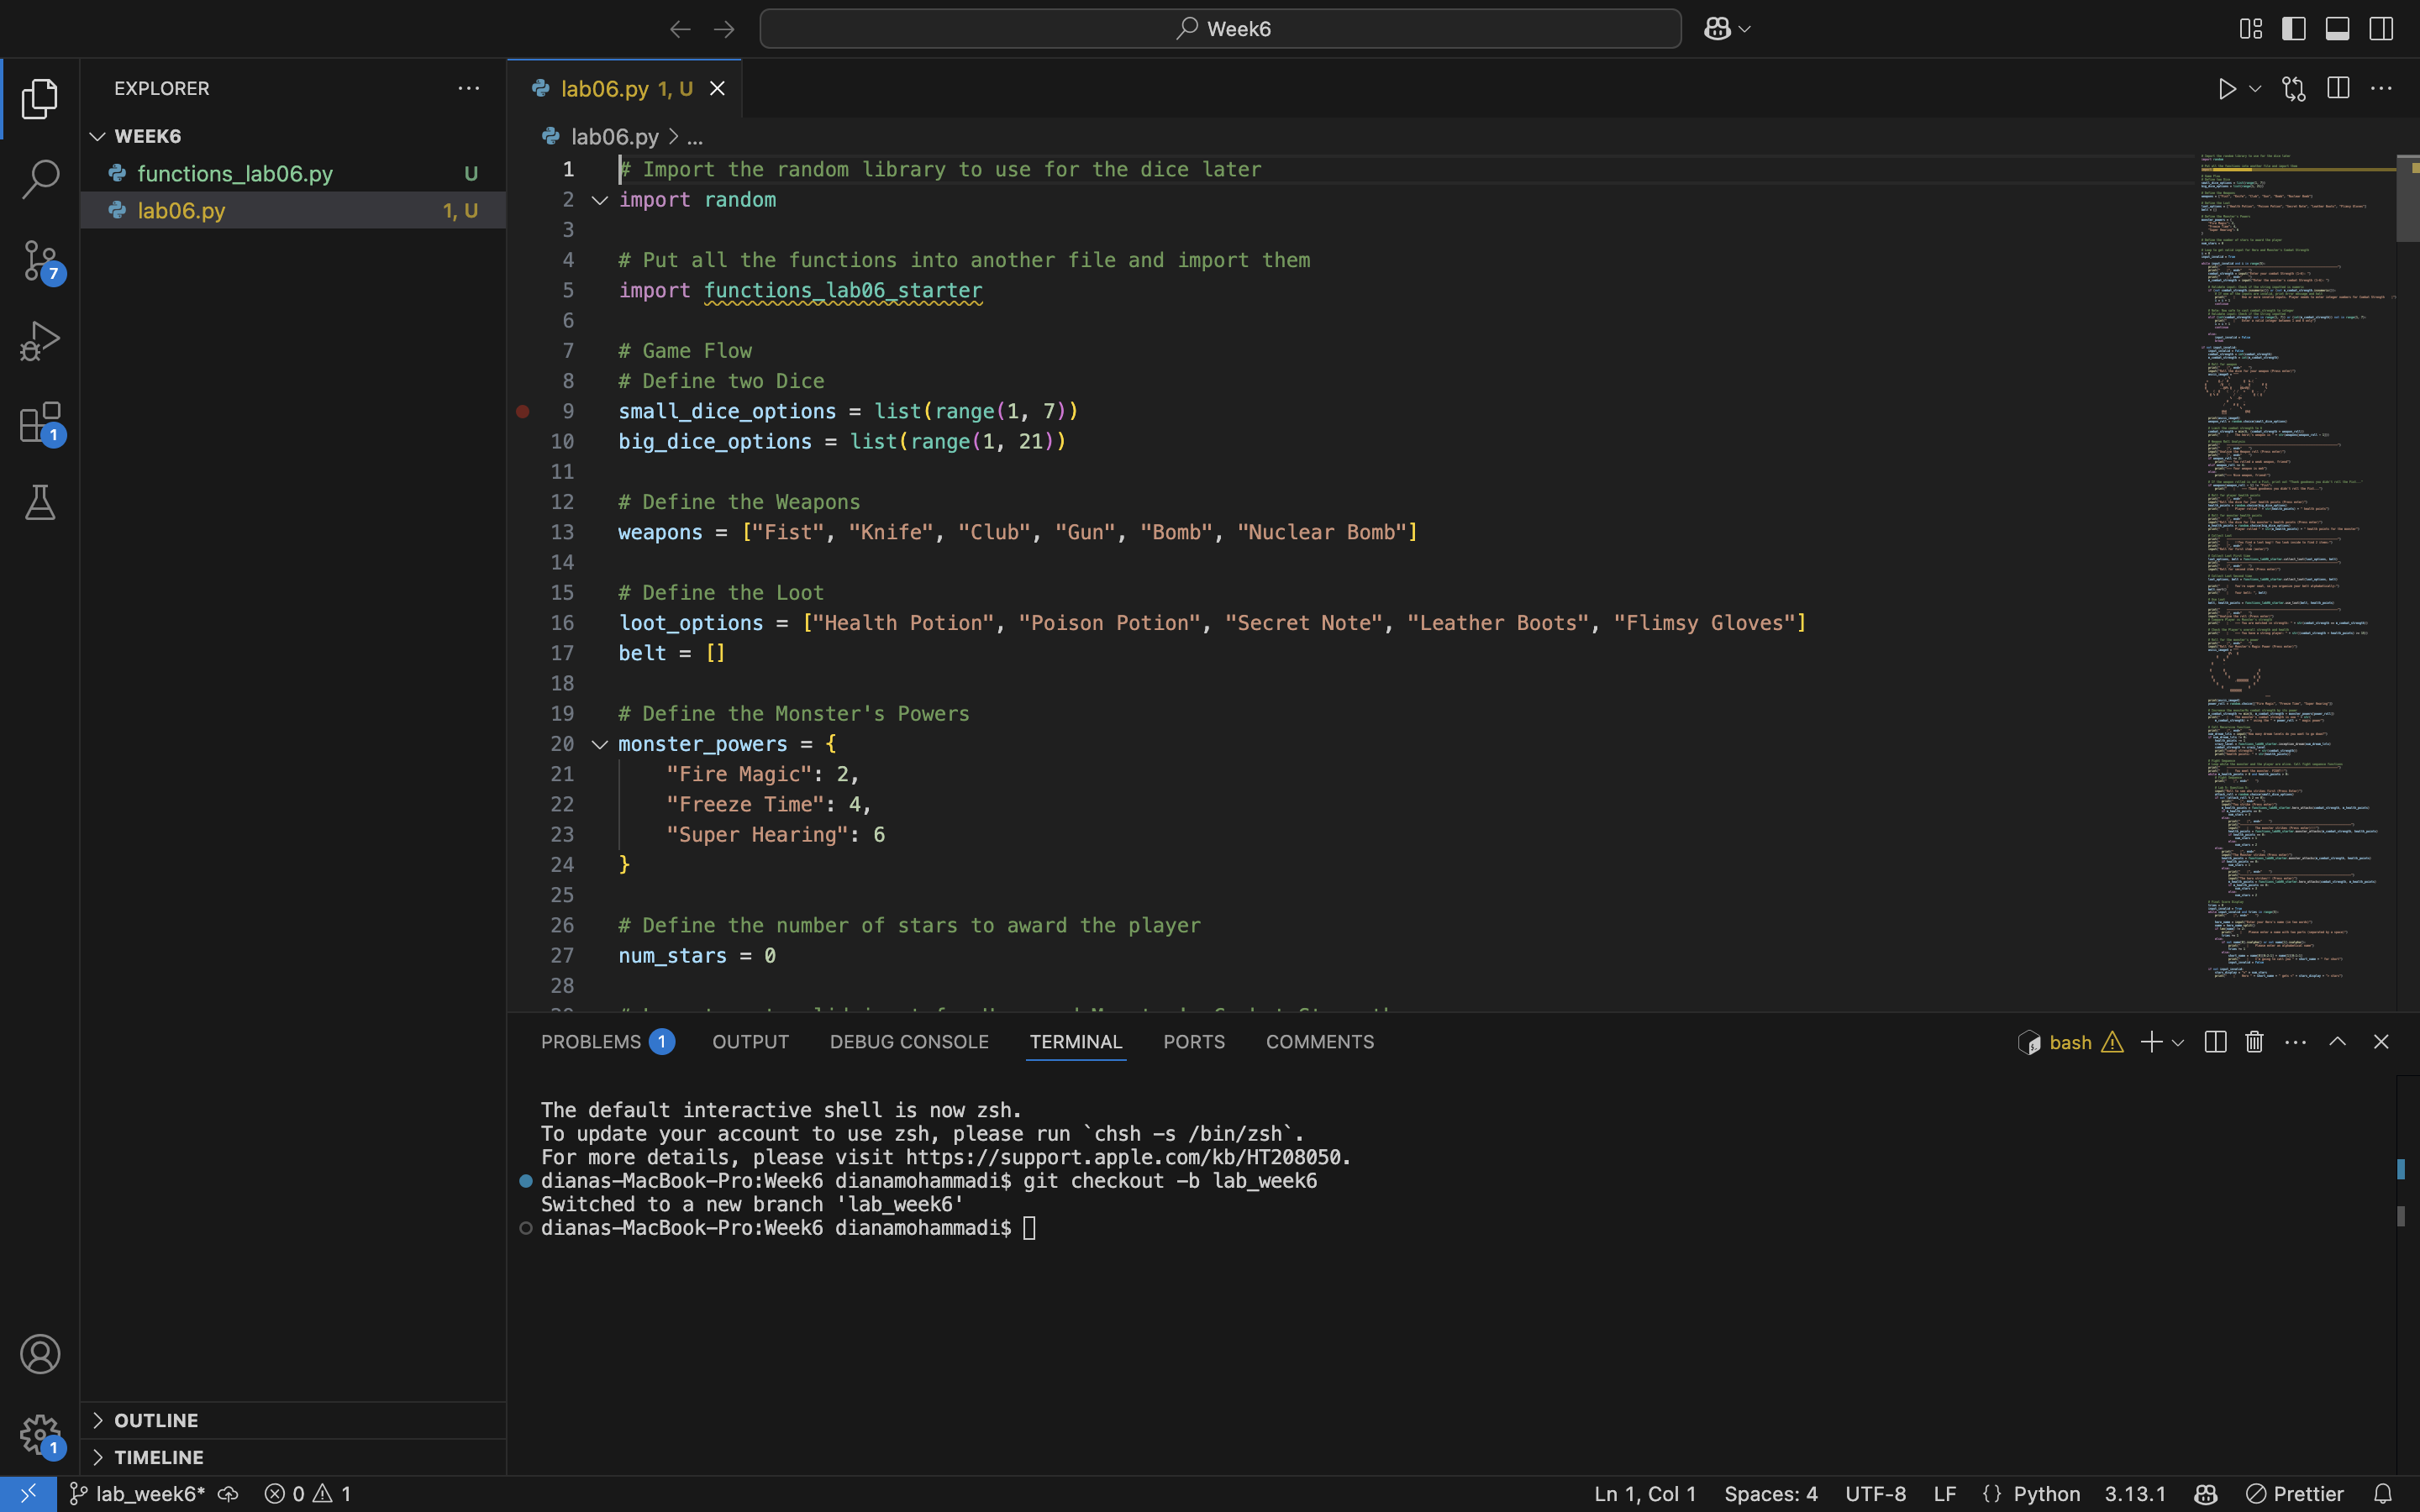 Week6
EXPLORER
WEEK6
functions_lab06.py U
lab06.py 1, U
7
1
1
lab06.py 1, U
lab06.py > ...
1 # Import the random library to use for the dice later
2 import random
3
4 # Put all the functions into another file and import them
5 import functions_lab06_starter
6
7 # Game Flow
8 # Define two Dice
9 small_dice_options = list(range(1, 7))
10 big_dice_options = list(range(1, 21))
11
12 # Define the Weapons
13 weapons = ["Fist", "Knife", "Club", "Gun", "Bomb", "Nuclear Bomb"]
14
15 # Define the Loot
16 loot_options = ["Health Potion", "Poison Potion", "Secret Note", "Leather Boots", "Flimsy Gloves"]
17 belt = []
18
19 # Define the Monster's Powers
20 monster_powers = {
21 "Fire Magic": 2,
22 "Freeze Time": 4,
23 "Super Hearing": 6
24 }
25
26 # Define the number of stars to award the player
27 num_stars = 0
28
PROBLEMS 1 OUTPUT DEBUG CONSOLE TERMINAL PORTS COMMENTS
bash
The default interactive shell is now zsh.
To update your account to use zsh, please run `chsh -s /bin/zsh`.
For more details, please visit https://support.apple.com/kb/HT208050.
dianas-MacBook-Pro:Week6 dianamohammadi$ git checkout -b lab_week6
Switched to a new branch 'lab_week6'
dianas-MacBook-Pro:Week6 dianamohammadi$
OUTLINE
TIMELINE
lab_week6* 0 1
Ln 1, Col 1 Spaces: 4 UTF-8 LF {} Python 3.13.1 Prettier